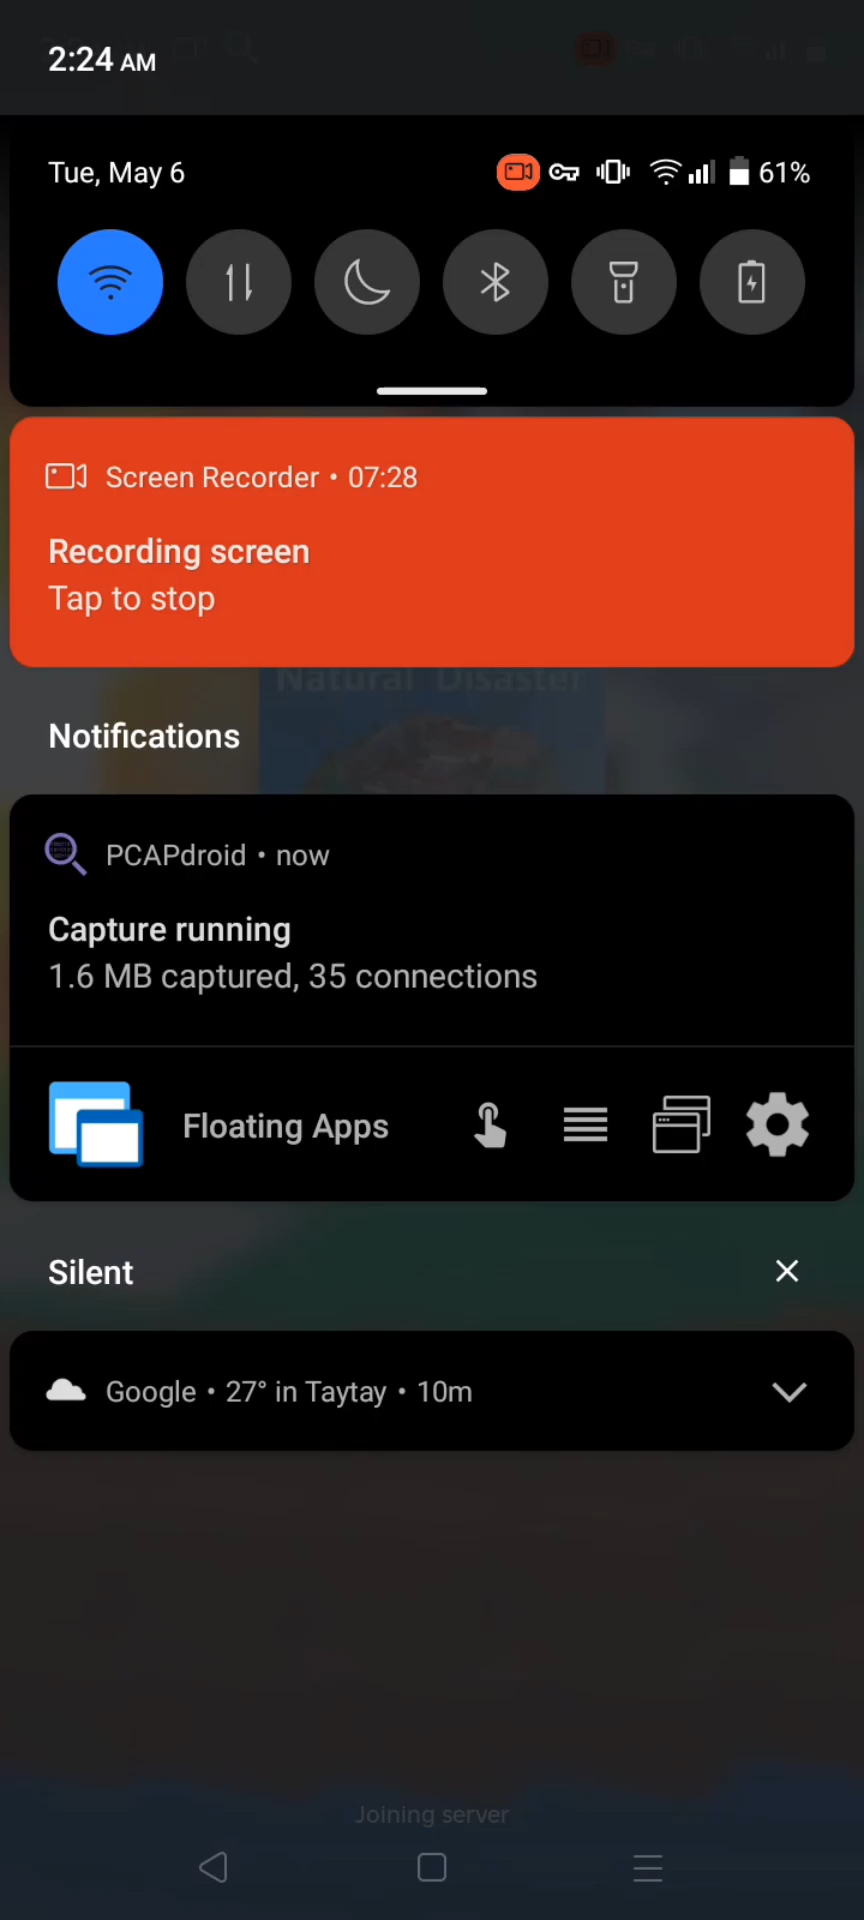 2:24 AM
Tue, May 6
61%
Screen Recorder • 07:28
Recording screen
Tap to stop
Natural Disaster
Notifications
PCAPdroid • now
Capture running
1.6 MB captured, 35 connections
Floating Apps
Silent
Google • 27° in Taytay • 10m
Joining server